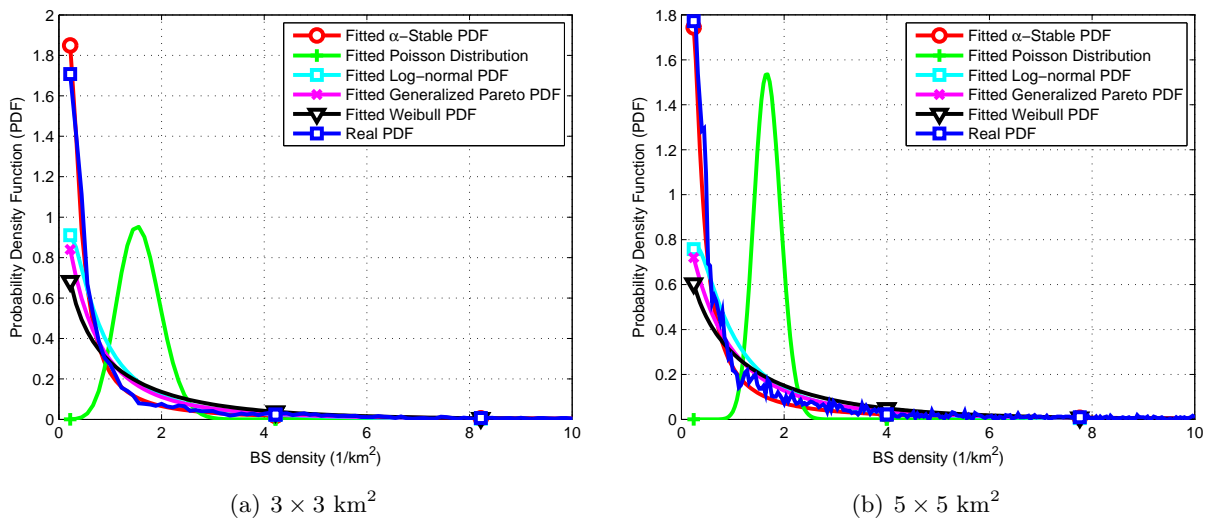 2
1.8
1.6
1.4
1.2
1
0.8
0.6
0.4
0.2
0
Probability Density Function (PDF)
Fitted α−Stable PDF
Fitted Poisson Distribution
Fitted Log−normal PDF
Fitted Generalized Pareto PDF
Fitted Weibull PDF
Real PDF
0 2 4 6 8 10
BS density (1/km²)
(a) 3 × 3 km²
1.8
1.6
1.4
1.2
1
0.8
0.6
0.4
0.2
0
Probability Density Function (PDF)
Fitted α−Stable PDF
Fitted Poisson Distribution
Fitted Log−normal PDF
Fitted Generalized Pareto PDF
Fitted Weibull PDF
Real PDF
0 2 4 6 8 10
BS density (1/km²)
(b) 5 × 5 km²